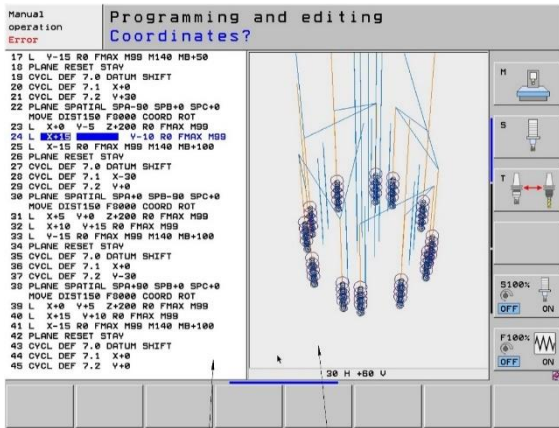 Manual
operation
Error
Programming and editing
Coordinates?
17 L Y-15 R0 FMAX M99 M140 MB+50
18 PLANE RESET STAY
19 CYCL DEF 7.0 DATUM SHIFT
20 CYCL DEF 7.1 X+0
21 CYCL DEF 7.2 Y+30
22 PLANE SPATIAL SPA-90 SPB+0 SPC+0
MOVE DIST150 F8000 COORD ROT
23 L X+0 Y-5 Z+200 R0 FMAX M99
24 L X+15 Y-10 R0 FMAX M99
25 L X-15 R0 FMAX M99 M140 MB+100
26 PLANE RESET STAY
27 CYCL DEF 7.0 DATUM SHIFT
28 CYCL DEF 7.1 X-30
29 CYCL DEF 7.2 Y+0
30 PLANE SPATIAL SPA+0 SPB-90 SPC+0
MOVE DIST150 F8000 COORD ROT
31 L X+5 Y+0 Z+200 R0 FMAX M99
32 L X+10 Y+15 R0 FMAX M99
33 L Y-15 R0 FMAX M99 M140 MB+100
34 PLANE RESET STAY
35 CYCL DEF 7.0 DATUM SHIFT
36 CYCL DEF 7.1 X+0
37 CYCL DEF 7.2 Y-30
38 PLANE SPATIAL SPA+90 SPB+0 SPC+0
MOVE DIST150 F8000 COORD ROT
39 L X+0 Y+5 Z+200 R0 FMAX M99
40 L X+15 Y+10 R0 FMAX M99
41 L X-15 R0 FMAX M99 M140 MB+100
42 PLANE RESET STAY
43 CYCL DEF 7.0 DATUM SHIFT
44 CYCL DEF 7.1 X+0
45 CYCL DEF 7.2 Y+0
30 H +60 V
M
S
T
S100%
OFF ON
F100%
OFF ON